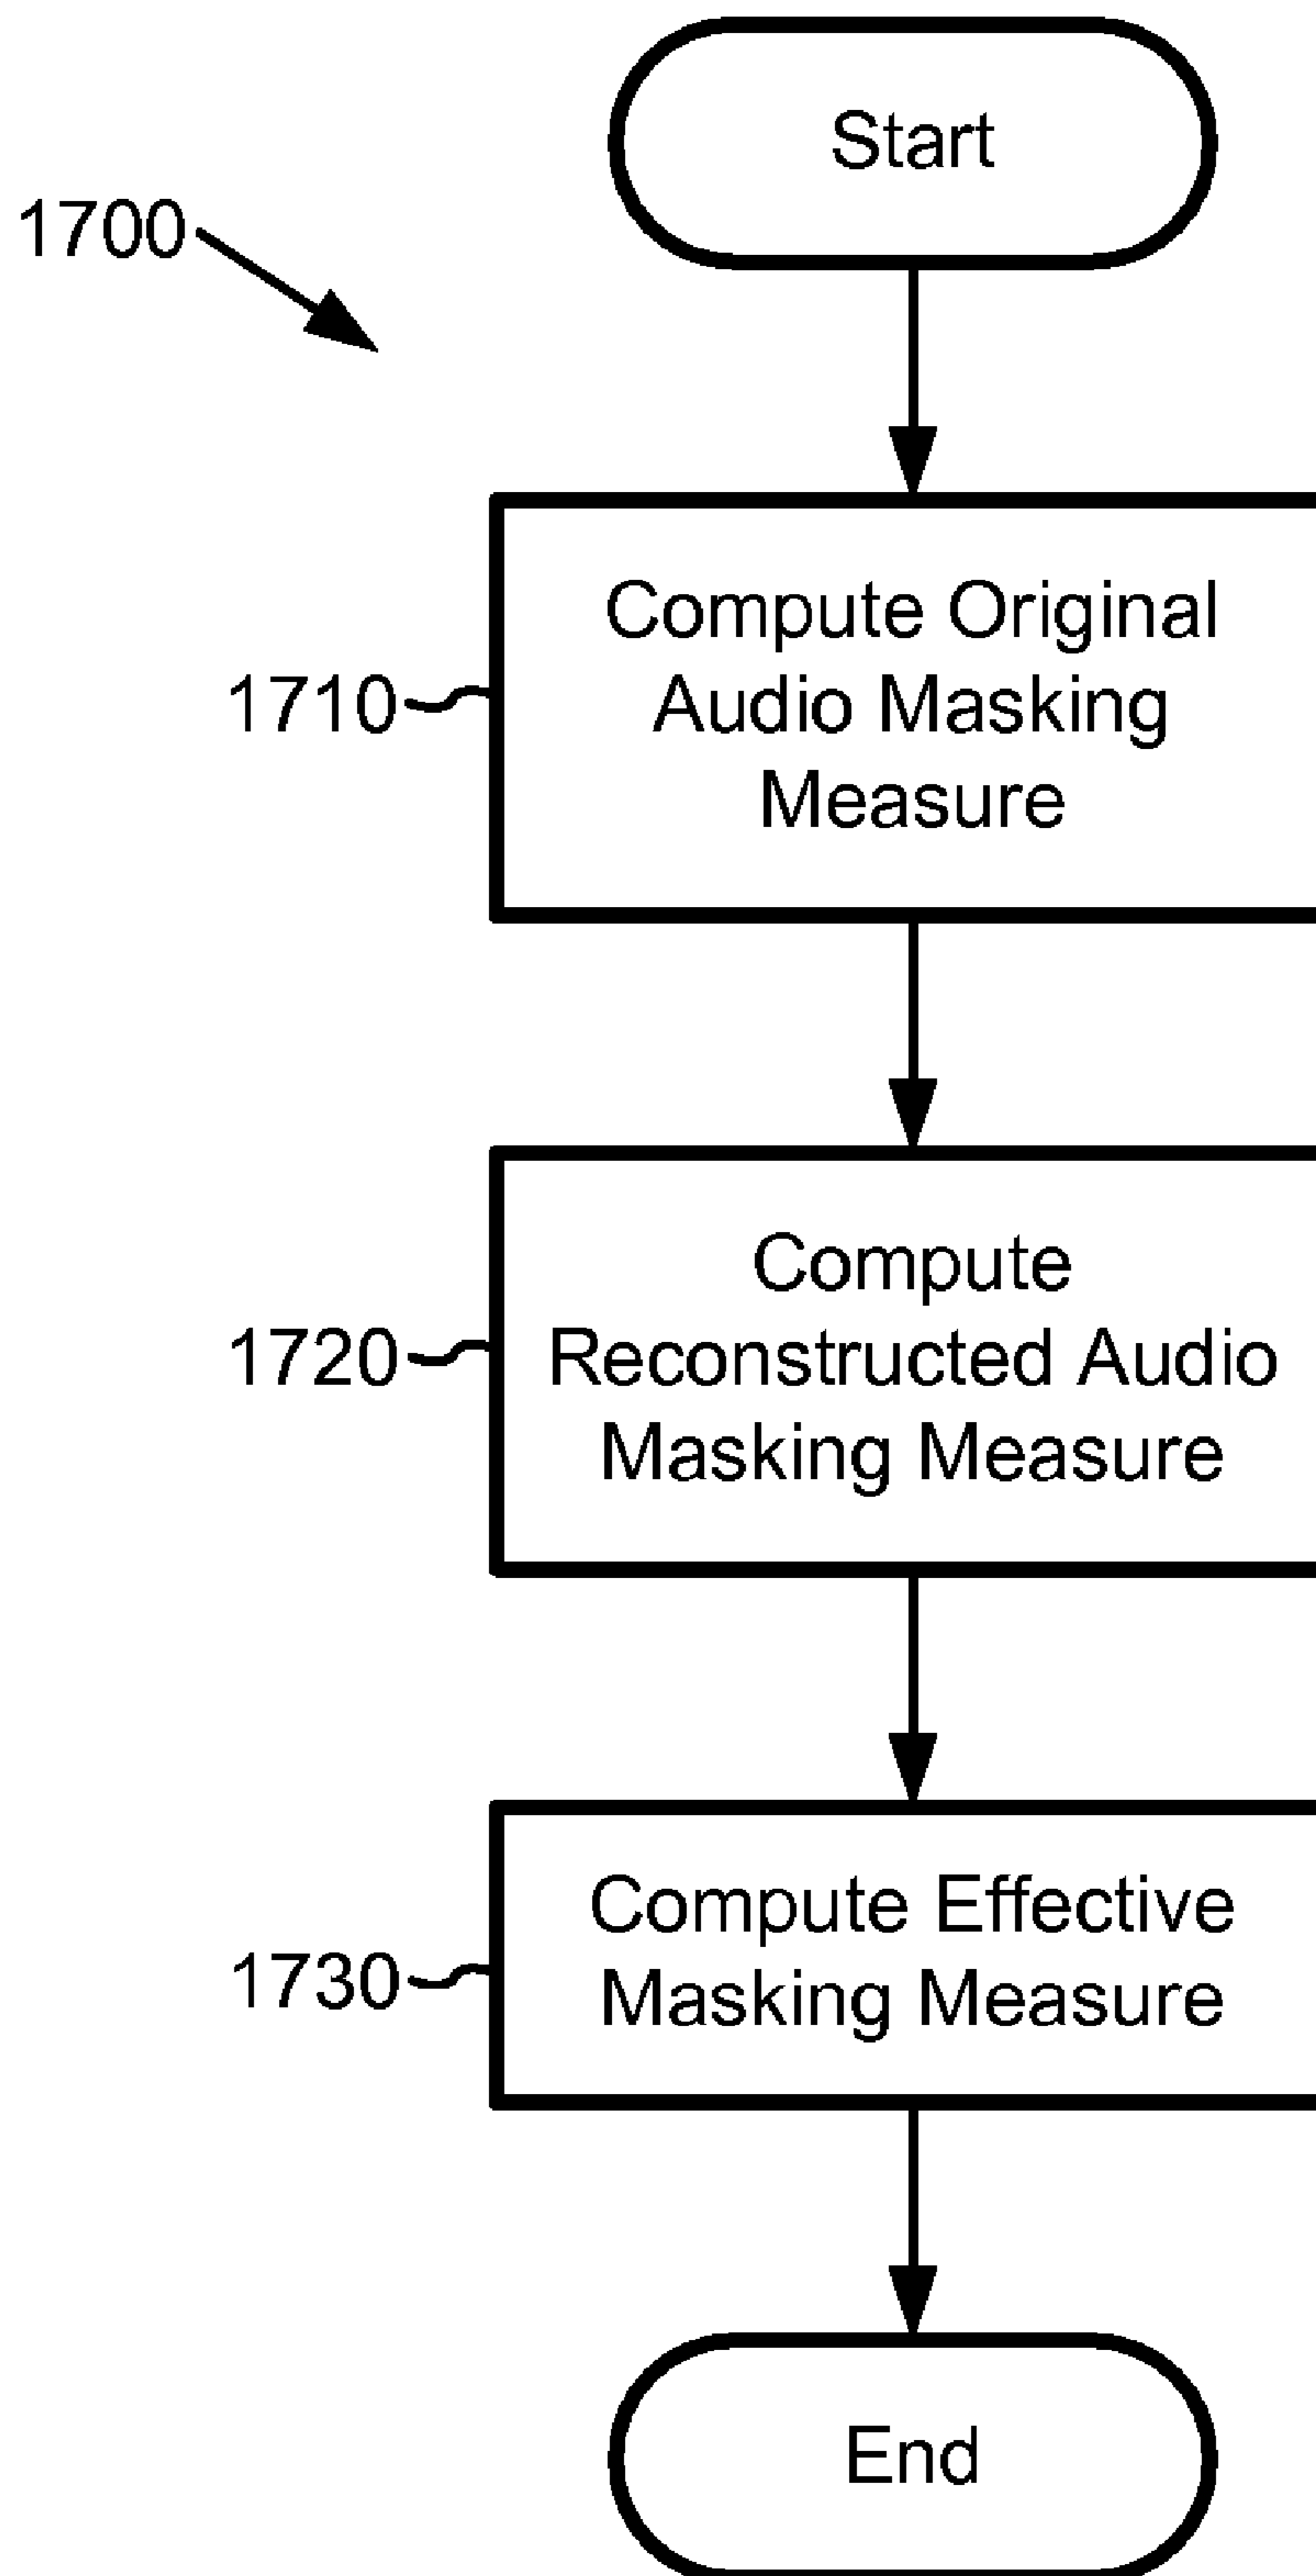 Start
1700
Compute Original
Audio Masking
Measure
1710
Compute
Reconstructed Audio
Masking Measure
1720
Compute Effective
Masking Measure
1730
End